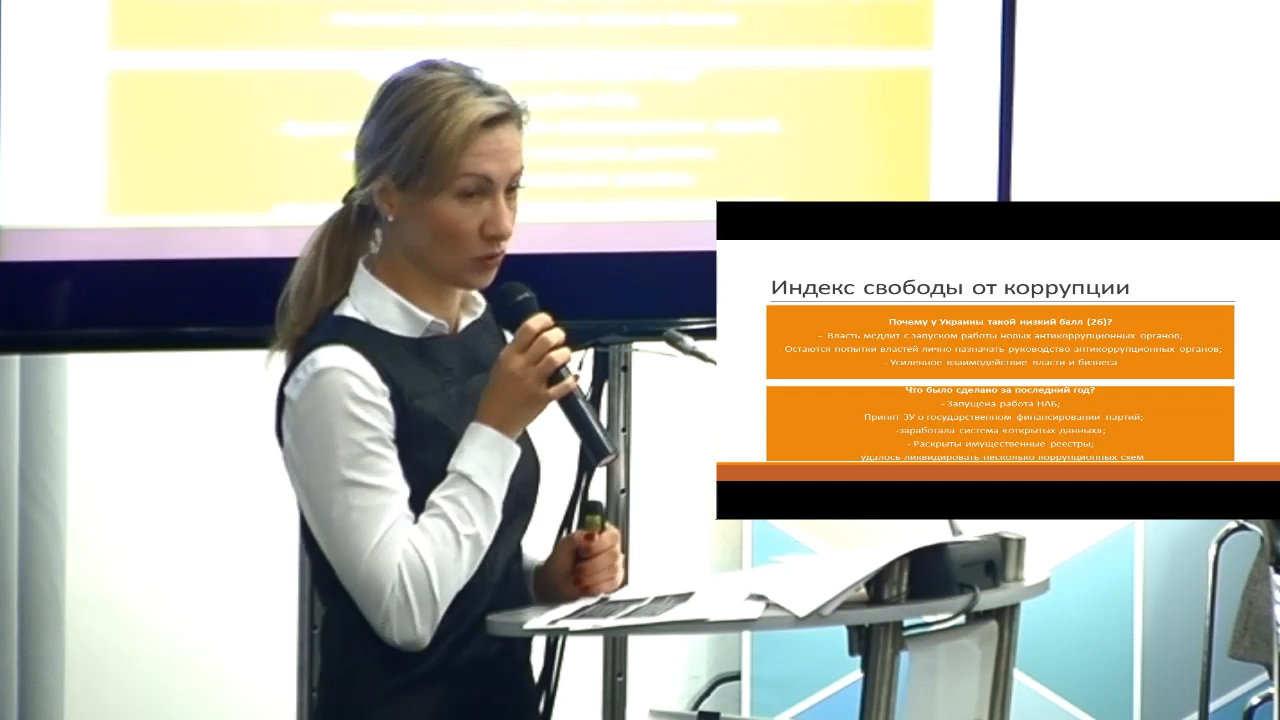 Индекс свободы от коррупции
Почему у Украины такой низкий балл (26)?
- Власть медлит с запуском работы новых антикоррупционных органов;
Остаются попытки властей лично назначать руководство антикоррупционных органов;
- Усиленное взаимодействие власти и бизнеса
Что было сделано за последний год?
- Запущена работа НАБ;
Принят ЗУ о государственном финансировании партий;
-заработала система «открытых данных»;
- Раскрыты имущественные реестры;
удалось ликвидировать несколько коррупционных схем